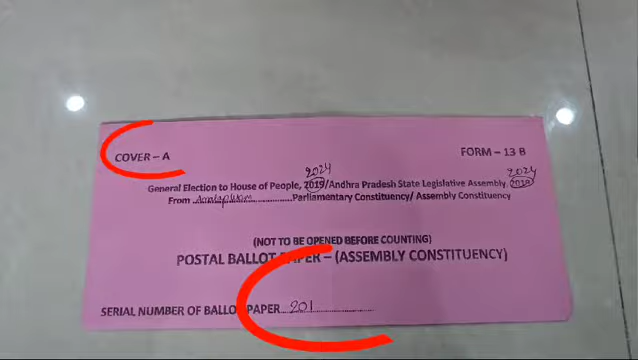 COVER – A
FORM – 13 B
2024 2024
General Election to House of People, 2019/Andhra Pradesh State Legislative Assembly, 2019
From ....................Parliamentary Constituency/ Assembly Constituency
(NOT TO BE OPENED BEFORE COUNTING)
POSTAL BALLOT PAPER – (ASSEMBLY CONSTITUENCY)
SERIAL NUMBER OF BALLOT PAPER 201